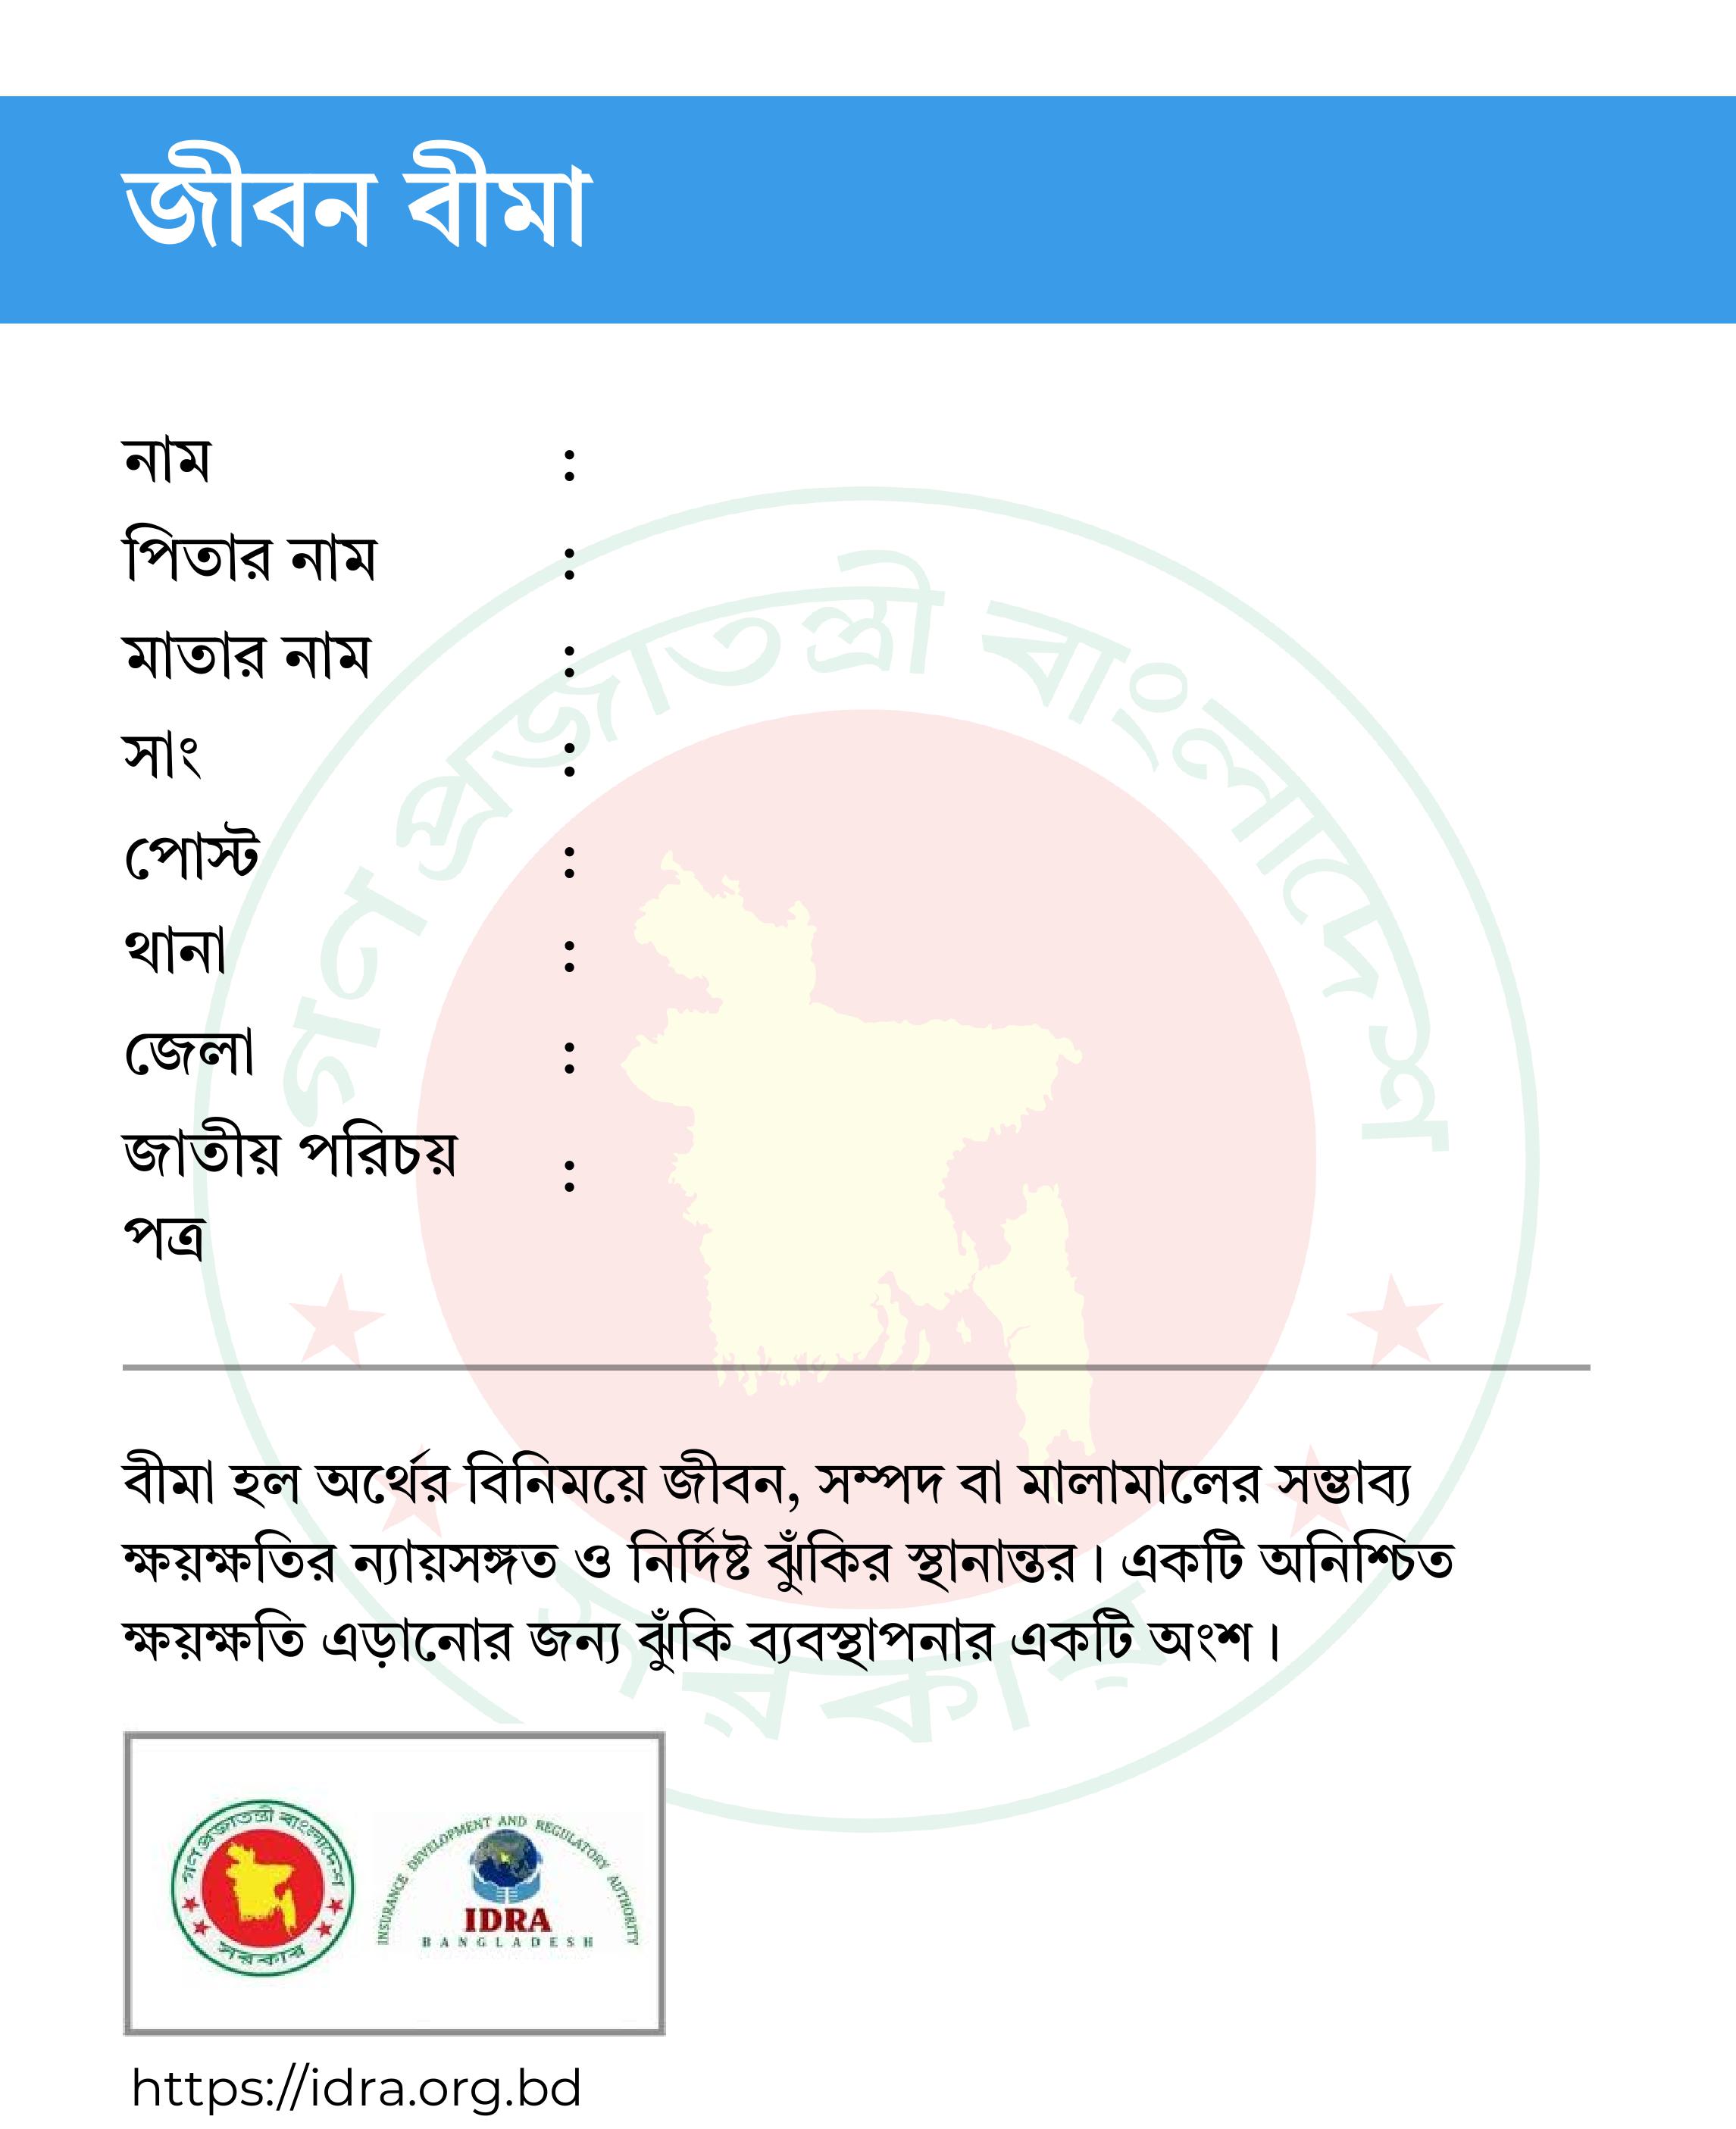 জীবন বীমা
নাম :
পিতার নাম :
মাতার নাম :
সাং :
পোস্ট :
থানা :
জেলা :
জাতীয় পরিচয় :
পত্র
গণ প্রজাতন্ত্রী বাংলাদেশ
সরকার
বীমা হল অর্থের বিনিময়ে জীবন, সম্পদ বা মালামালের সম্ভাব্য
ক্ষয়ক্ষতির ন্যায়সঙ্গত ও নির্দিষ্ট ঝুঁকির স্থানান্তর। একটি অনিশ্চিত
ক্ষয়ক্ষতি এড়ানোর জন্য ঝুঁকি ব্যবস্থাপনার একটি অংশ।
গণ প্রজাতন্ত্রী বাংলাদেশ
সরকার
INSURANCE DEVELOPMENT AND REGULATORY AUTHORITY
IDRA
BANGLADESH
https://idra.org.bd